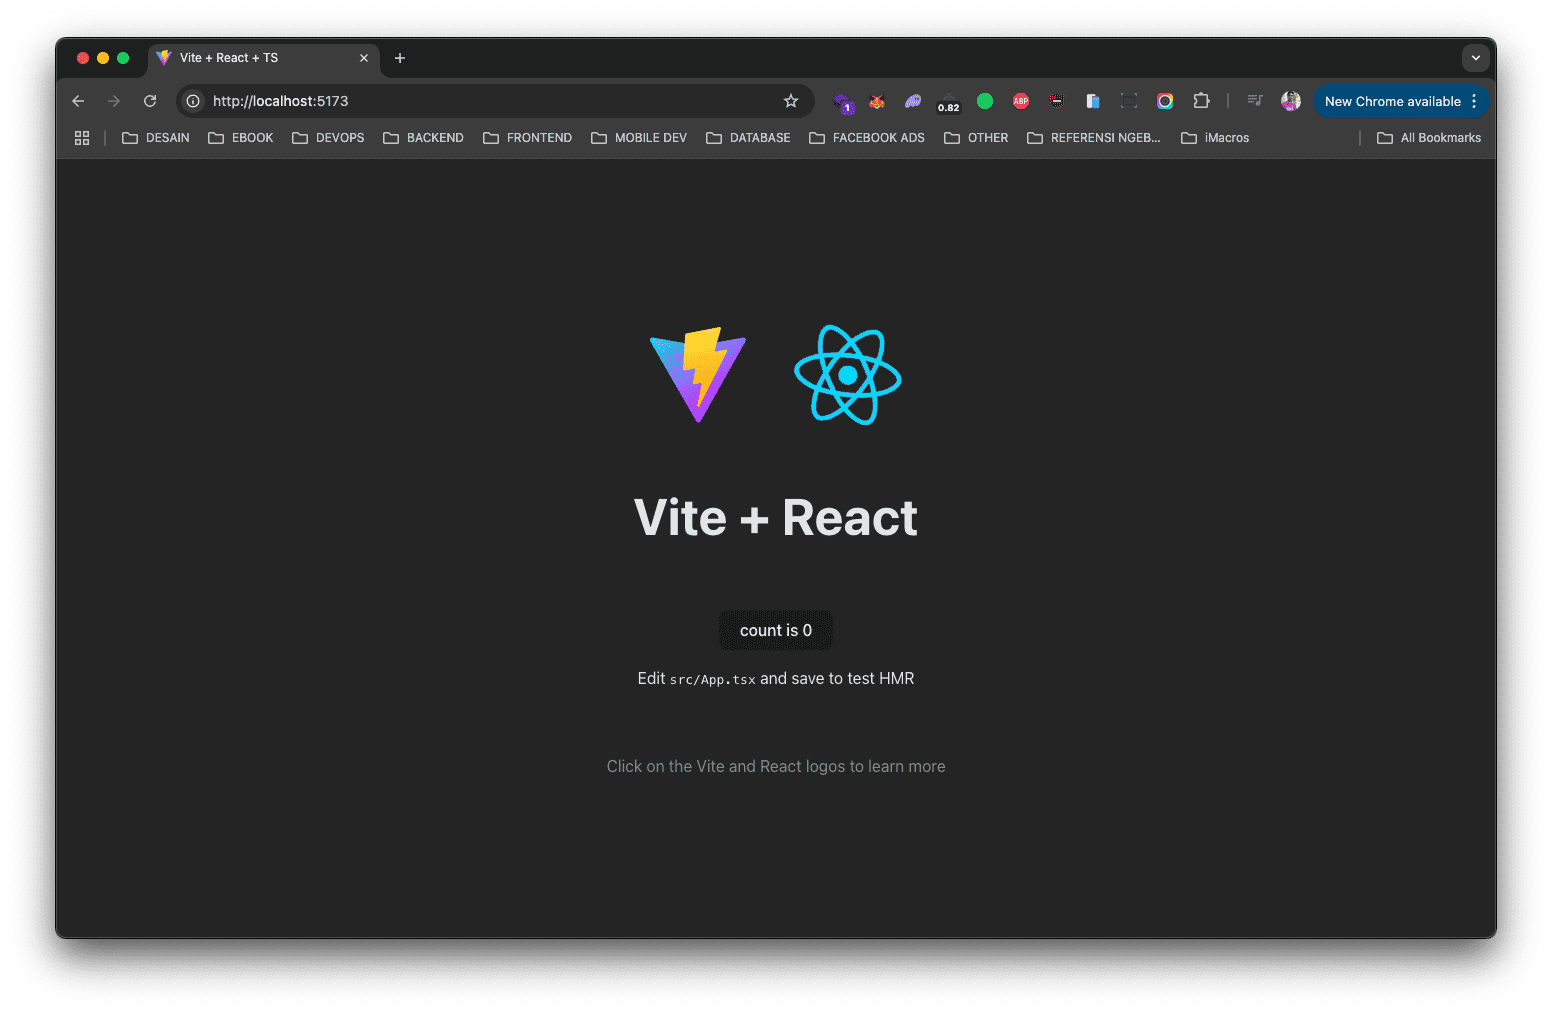 Vite + React + TS
http://localhost:5173
1
0.82
ABP
New Chrome available
DESAIN
EBOOK
DEVOPS
BACKEND
FRONTEND
MOBILE DEV
DATABASE
FACEBOOK ADS
OTHER
REFERENSI NGEB...
iMacros
All Bookmarks
Vite + React
count is 0
Edit src/App.tsx and save to test HMR
Click on the Vite and React logos to learn more